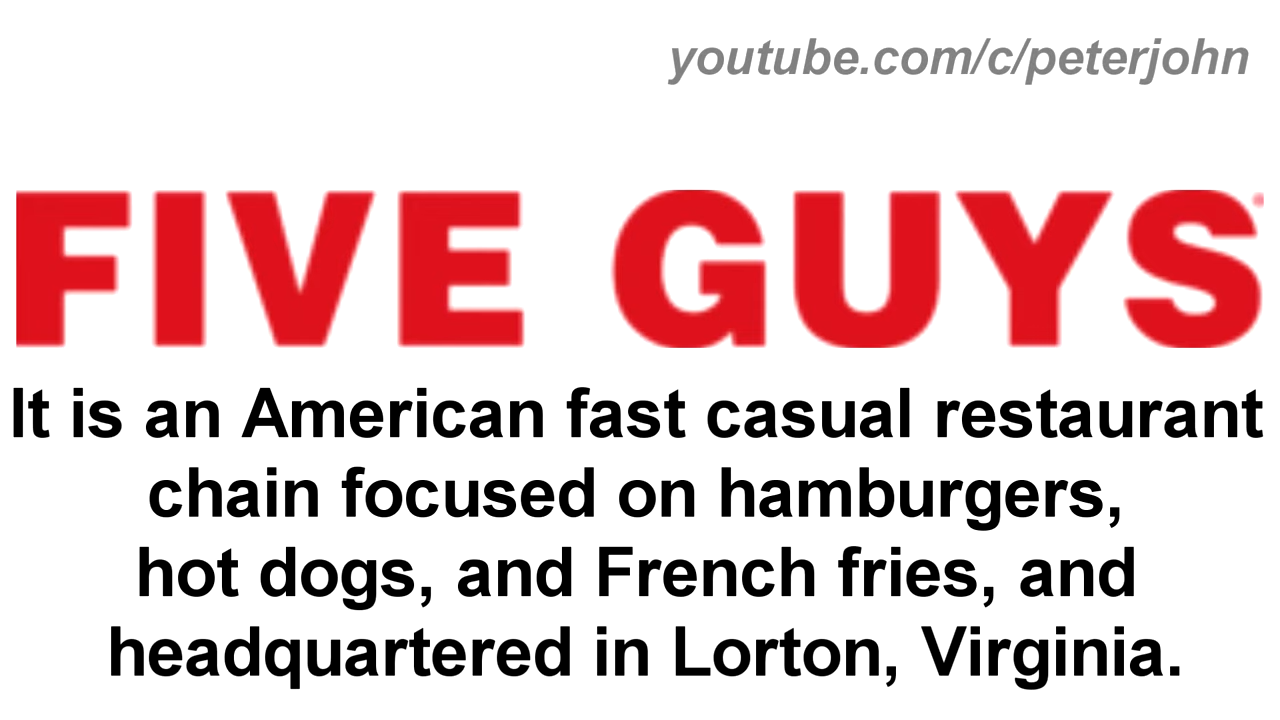 youtube.com/c/peterjohn
FIVE GUYS
It is an American fast casual restaurant
chain focused on hamburgers,
hot dogs, and French fries, and
headquartered in Lorton, Virginia.